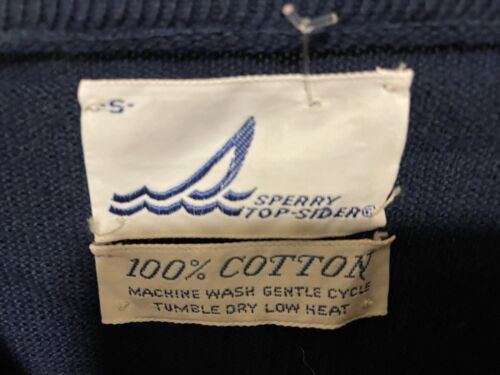 -S-
SPERRY
TOP-SIDER®
100% COTTON
MACHINE WASH GENTLE CYCLE
TUMBLE DRY LOW HEAT